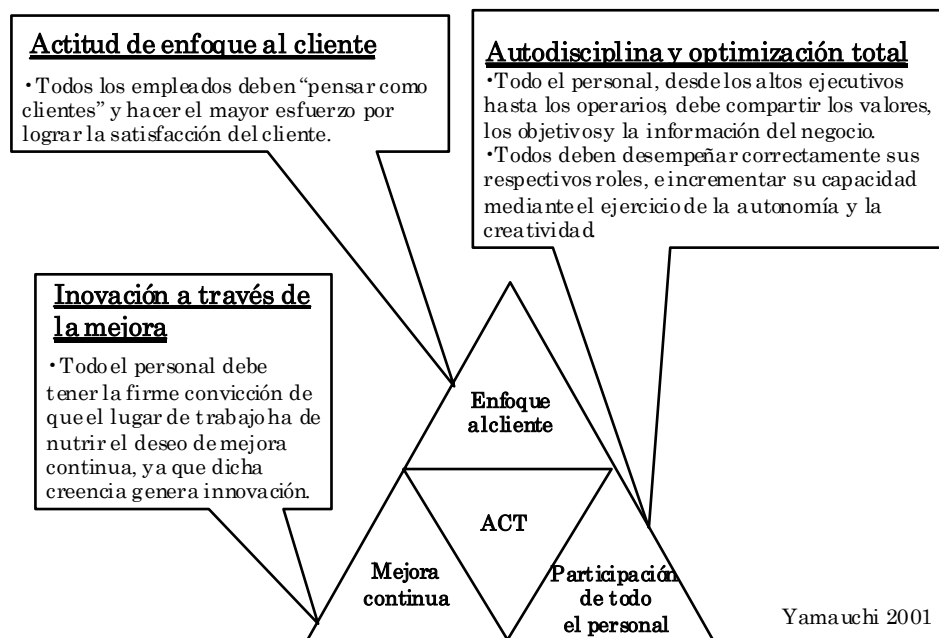 Actitud de enfoque al cliente
・Todos los empleados deben “pensar como
clientes” y hacer el mayor esfuerzo por
lograr la satisfacción del cliente.
Autodisciplina y optimización total
・Todo el personal, desde los altos ejecutivos
hasta los operarios, debe compartir los valores,
los objetivos y la información del negocio.
・Todos deben desempeñar correctamente sus
respectivos roles, e incrementar su capacidad
mediante el ejercicio de la autonomía y la
creatividad.
Inovación a través de
la mejora
・Todo el personal debe
tener la firme convicción de
que el lugar de trabajo ha de
nutrir el deseo de mejora
continua, ya que dicha
creencia genera innovación.
Enfoque
al cliente
ACT
Mejora
continua
Participación
de todo
el personal
Yamauchi 2001